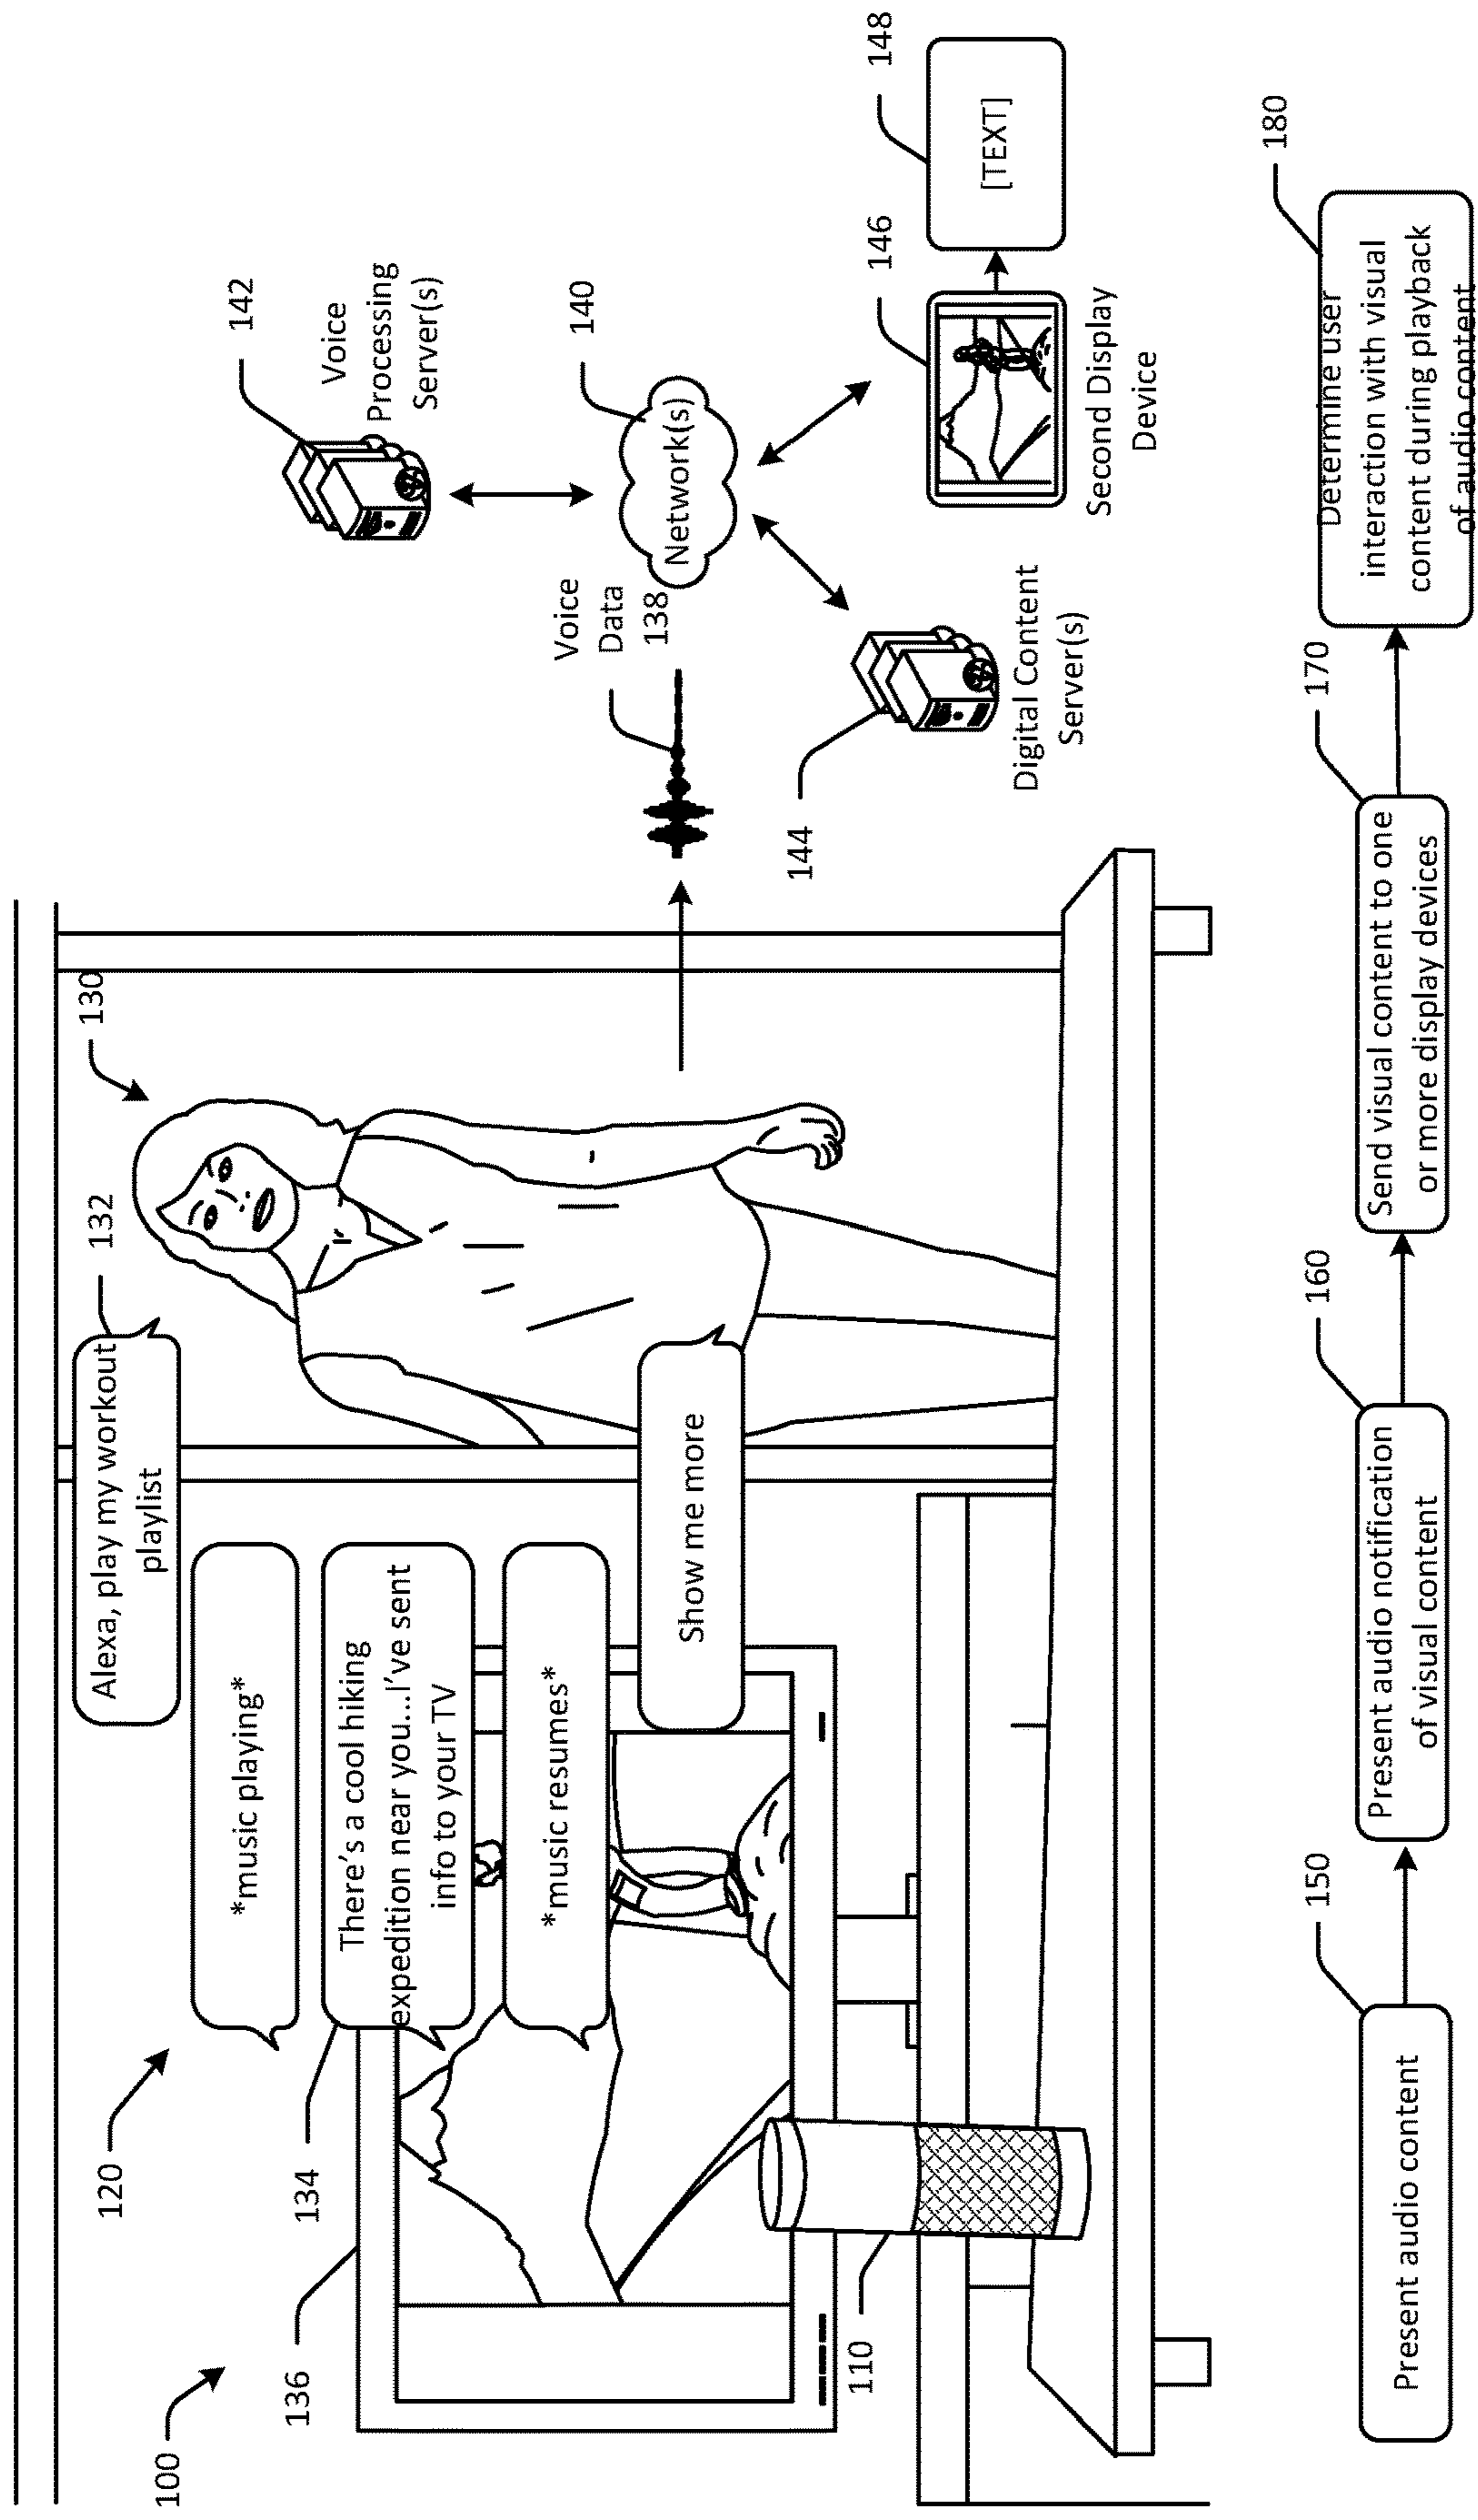 100
120
136
134
110
*music playing*
There's a cool hiking
expedition near you...I've sent
info to your TV
*music resumes*
Alexa, play my workout
playlist
132
130
Show me more
142
Voice
Processing
Server(s)
140
Network(s)
Voice
Data
138
144
Digital Content
Server(s)
146
Second Display
Device
148
[TEXT]
150
Present audio content
160
Present audio notification
of visual content
170
Send visual content to one
or more display devices
180
Determine user
interaction with visual
content during playback
of audio content